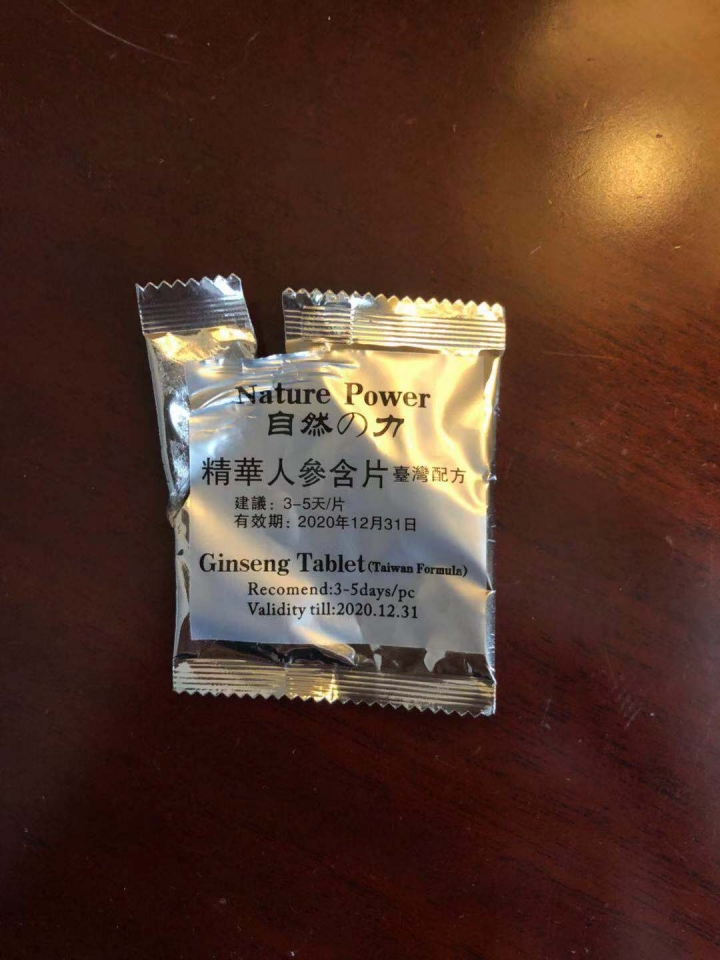 Nature Power
自然の力
精華人參含片臺灣配方
建議：3-5天/片
有效期：2020年12月31日
Ginseng Tablet(Taiwan Formula)
Recomend:3-5days/pc
Validity till:2020.12.31